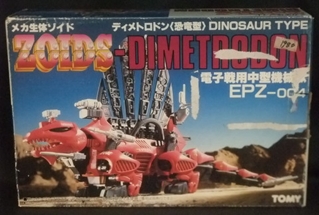 メカ生体ゾイド
ディメトロドン〈恐竜型〉 DINOSAUR TYPE
ZOIDS-DIMETRODON
電子戦用中型機械
EPZ-004
TOMY